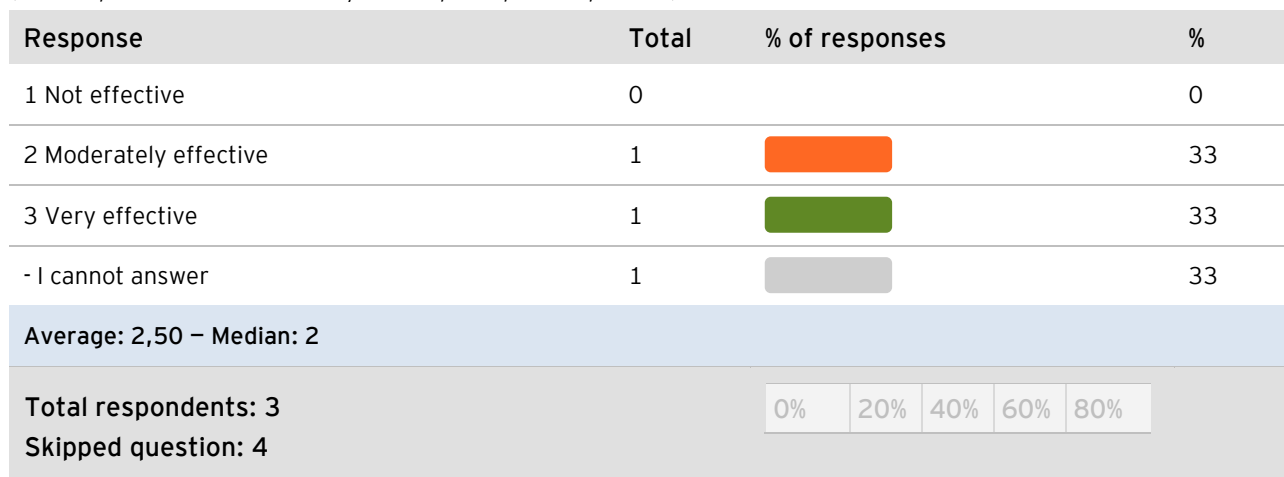 Response Total % of responses %
1 Not effective 0 0
2 Moderately effective 1 33
3 Very effective 1 33
- I cannot answer 1 33
Average: 2,50 — Median: 2
Total respondents: 3 0% 20% 40% 60% 80%
Skipped question: 4